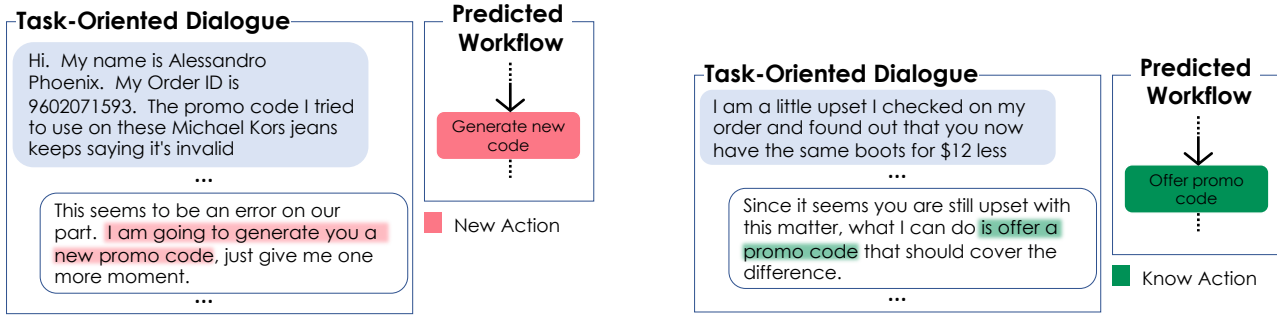 Task-Oriented Dialogue
Hi.  My name is Alessandro
Phoenix.  My Order ID is
9602071593.  The promo code I tried
to use on these Michael Kors jeans
keeps saying it's invalid
...
This seems to be an error on our
part.  I am going to generate you a
new promo code, just give me one
more moment.
...
Predicted
Workflow
Generate new
code
New Action
Task-Oriented Dialogue
I am a little upset I checked on my
order and found out that you now
have the same boots for $12 less
...
Since it seems you are still upset with
this matter, what I can do is offer a
promo code that should cover the
difference.
...
Predicted
Workflow
Offer promo
code
Know Action